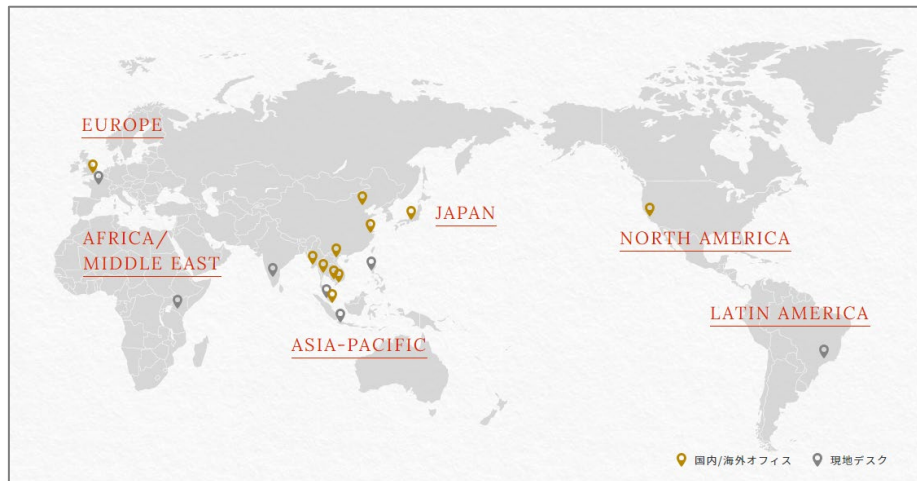 EUROPE
JAPAN
AFRICA/
MIDDLE EAST
NORTH AMERICA
LATIN AMERICA
ASIA-PACIFIC
国内/海外オフィス
現地デスク